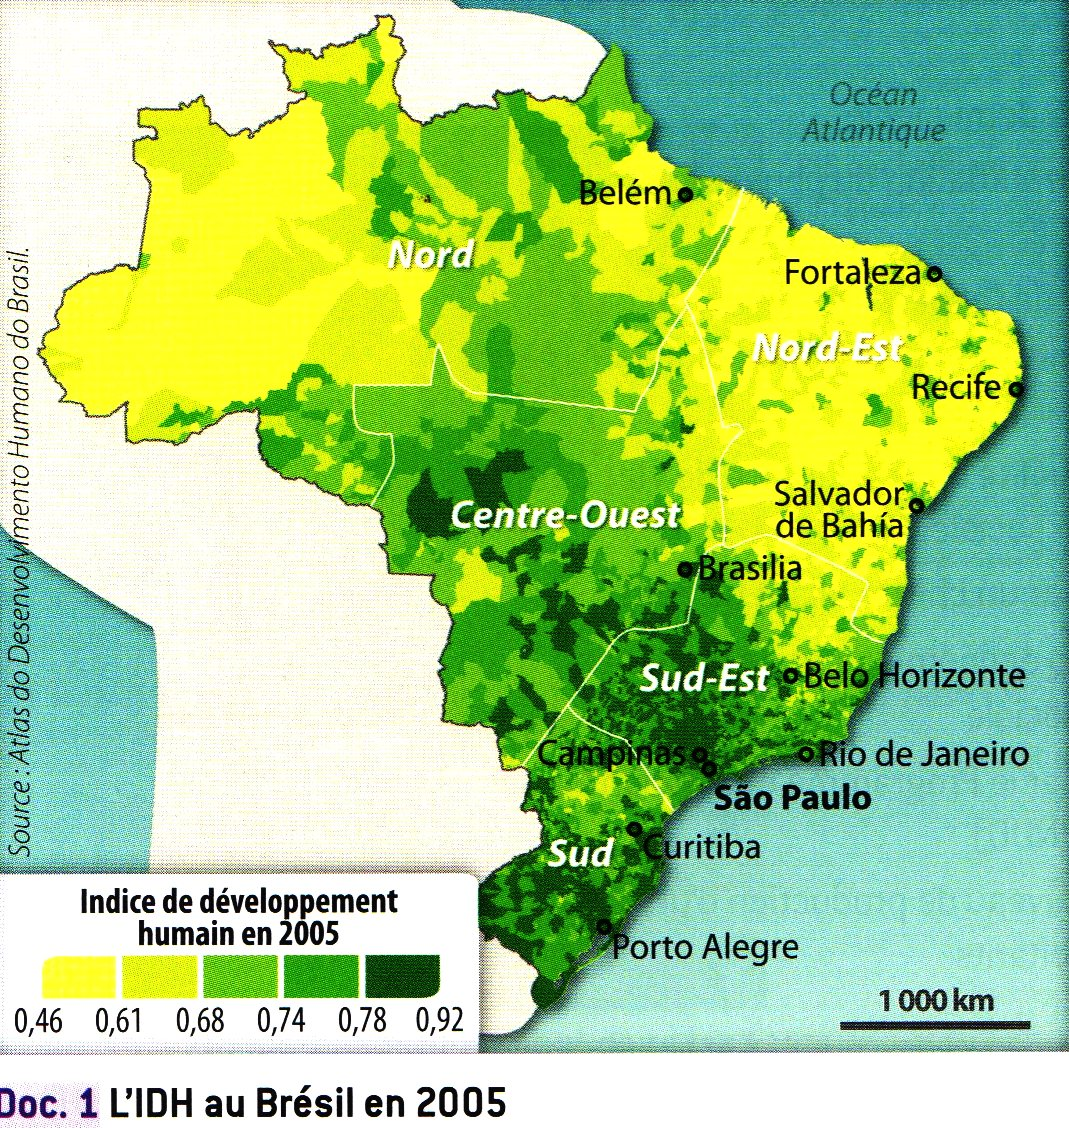 Océan
Atlantique
Belém
Nord
Fortaleza
Nord-Est
Recife
Salvador
de Bahía
Centre-Ouest
Brasilia
Sud-Est
Belo Horizonte
Campinas
Rio de Janeiro
São Paulo
Curitiba
Sud
Porto Alegre
Source : Atlas do Desenvolvimento Humano do Brasil.
Indice de développement
humain en 2005
0,46 0,61 0,68 0,74 0,78 0,92
1 000 km
Doc. 1 L'IDH au Brésil en 2005